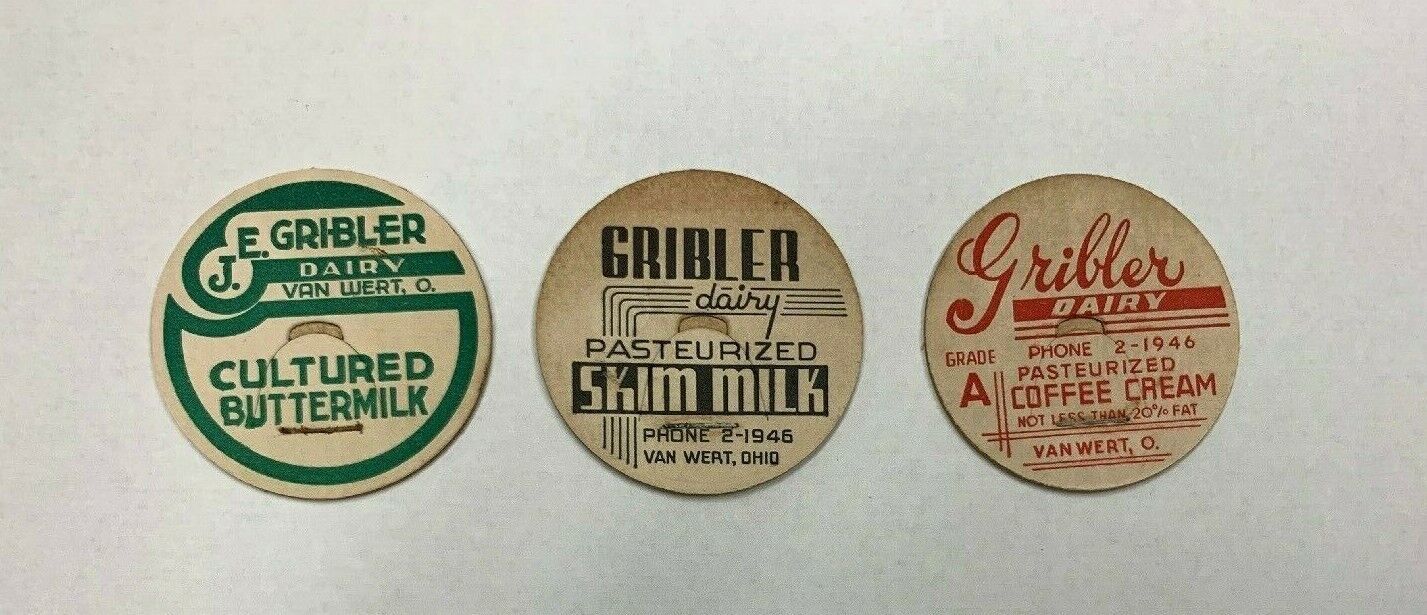 J.E. GRIBLER
DAIRY
VAN WERT, O.
CULTURED
BUTTERMILK
GRIBLER
dairy
PASTEURIZED
SKIM MILK
PHONE 2-1946
VAN WERT, OHIO
Gribler
DAIRY
PHONE 2-1946
GRADE
A
PASTEURIZED
COFFEE CREAM
NOT LESS THAN 20% FAT
VAN WERT, O.